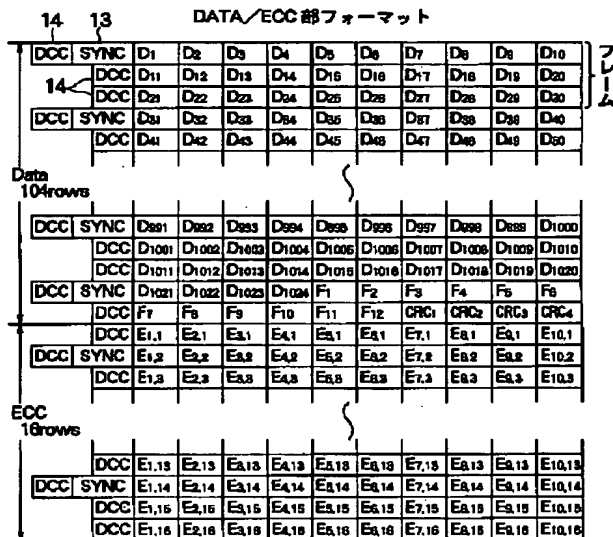 DATA/ECC 部フォーマット
14 13
DCC SYNC D1 D2 D3 D4 D5 D6 D7 D8 D9 D10
DCC D11 D12 D13 D14 D15 D16 D17 D18 D19 D20
14
DCC D21 D22 D23 D24 D25 D26 D27 D28 D29 D30
フレーム
DCC SYNC D31 D32 D33 D34 D35 D36 D37 D38 D39 D40
DCC D41 D42 D43 D44 D45 D46 D47 D48 D49 D50
Data
104rows
DCC SYNC D991 D992 D993 D994 D995 D996 D997 D998 D999 D1000
DCC D1001 D1002 D1003 D1004 D1005 D1006 D1007 D1008 D1009 D1010
DCC D1011 D1012 D1013 D1014 D1015 D1016 D1017 D1018 D1019 D1020
DCC SYNC D1021 D1022 D1023 D1024 F1 F2 F3 F4 F5 F6
DCC F7 F8 F9 F10 F11 F12 CRC1 CRC2 CRC3 CRC4
DCC E1,1 E2,1 E3,1 E4,1 E5,1 E6,1 E7,1 E8,1 E9,1 E10,1
DCC SYNC E1,2 E2,2 E3,2 E4,2 E5,2 E6,2 E7,2 E8,2 E9,2 E10,2
DCC E1,3 E2,3 E3,3 E4,3 E5,3 E6,3 E7,3 E8,3 E9,3 E10,3
ECC
16rows
DCC E1,13 E2,13 E3,13 E4,13 E5,13 E6,13 E7,13 E8,13 E9,13 E10,13
DCC SYNC E1,14 E2,14 E3,14 E4,14 E5,14 E6,14 E7,14 E8,14 E9,14 E10,14
DCC E1,15 E2,15 E3,15 E4,15 E5,15 E6,15 E7,15 E8,15 E9,15 E10,15
DCC E1,16 E2,16 E3,16 E4,16 E5,16 E6,16 E7,16 E8,16 E9,16 E10,16